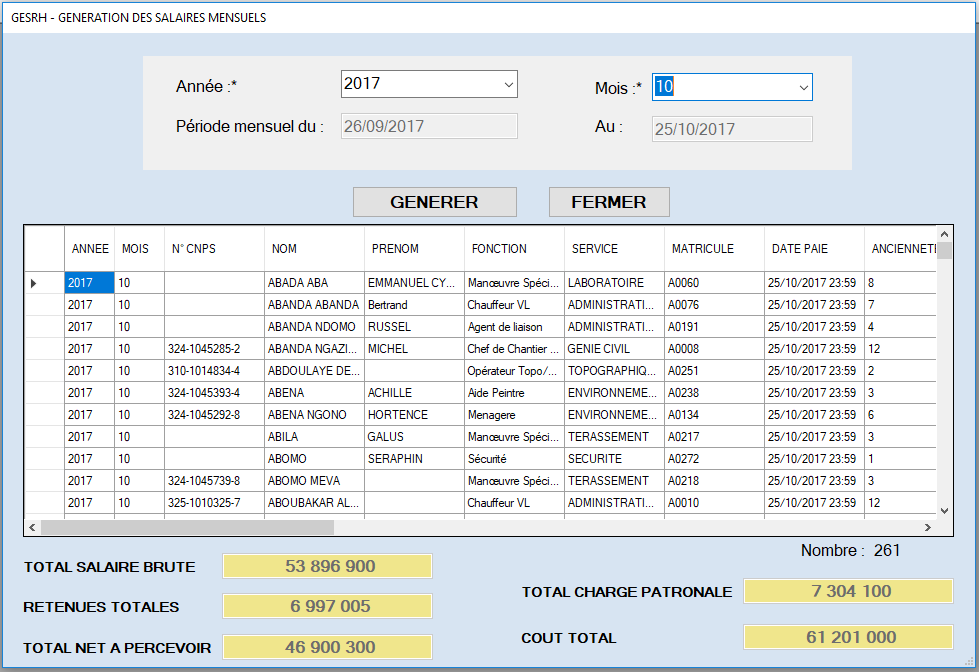 GESRH - GENERATION DES SALAIRES MENSUELS
Année :* 2017 Mois :* 10
Période mensuel du : 26/09/2017 Au : 25/10/2017
GENERER FERMER
ANNEE MOIS N° CNPS NOM PRENOM FONCTION SERVICE MATRICULE DATE PAIE ANCIENNETI
2017 10 ABADA ABA EMMANUEL CY... Manœuvre Spéci... LABORATOIRE A0060 25/10/2017 23:59 8
2017 10 ABANDA ABANDA Bertrand Chauffeur VL ADMINISTRATI... A0076 25/10/2017 23:59 7
2017 10 ABANDA NDOMO RUSSEL Agent de liaison ADMINISTRATI... A0191 25/10/2017 23:59 4
2017 10 324-1045285-2 ABANDA NGAZI... MICHEL Chef de Chantier ... GENIE CIVIL A0008 25/10/2017 23:59 12
2017 10 310-1014834-4 ABDOULAYE DE... Opérateur Topo/... TOPOGRAPHIQ... A0251 25/10/2017 23:59 2
2017 10 324-1045393-4 ABENA ACHILLE Aide Peintre ENVIRONNEME... A0238 25/10/2017 23:59 3
2017 10 324-1045292-8 ABENA NGONO HORTENCE Menagere ENVIRONNEME... A0134 25/10/2017 23:59 6
2017 10 ABILA GALUS Manœuvre Spéci... TERASSEMENT A0217 25/10/2017 23:59 3
2017 10 ABOMO SERAPHIN Sécurité SECURITE A0272 25/10/2017 23:59 1
2017 10 324-1045739-8 ABOMO MEVA Manœuvre Spéci... TERASSEMENT A0218 25/10/2017 23:59 3
2017 10 325-1010325-7 ABOUBAKAR AL... Chauffeur VL ADMINISTRATI... A0010 25/10/2017 23:59 12
Nombre : 261
TOTAL SALAIRE BRUTE 53 896 900
TOTAL CHARGE PATRONALE 7 304 100
RETENUES TOTALES 6 997 005
COUT TOTAL 61 201 000
TOTAL NET A PERCEVOIR 46 900 300